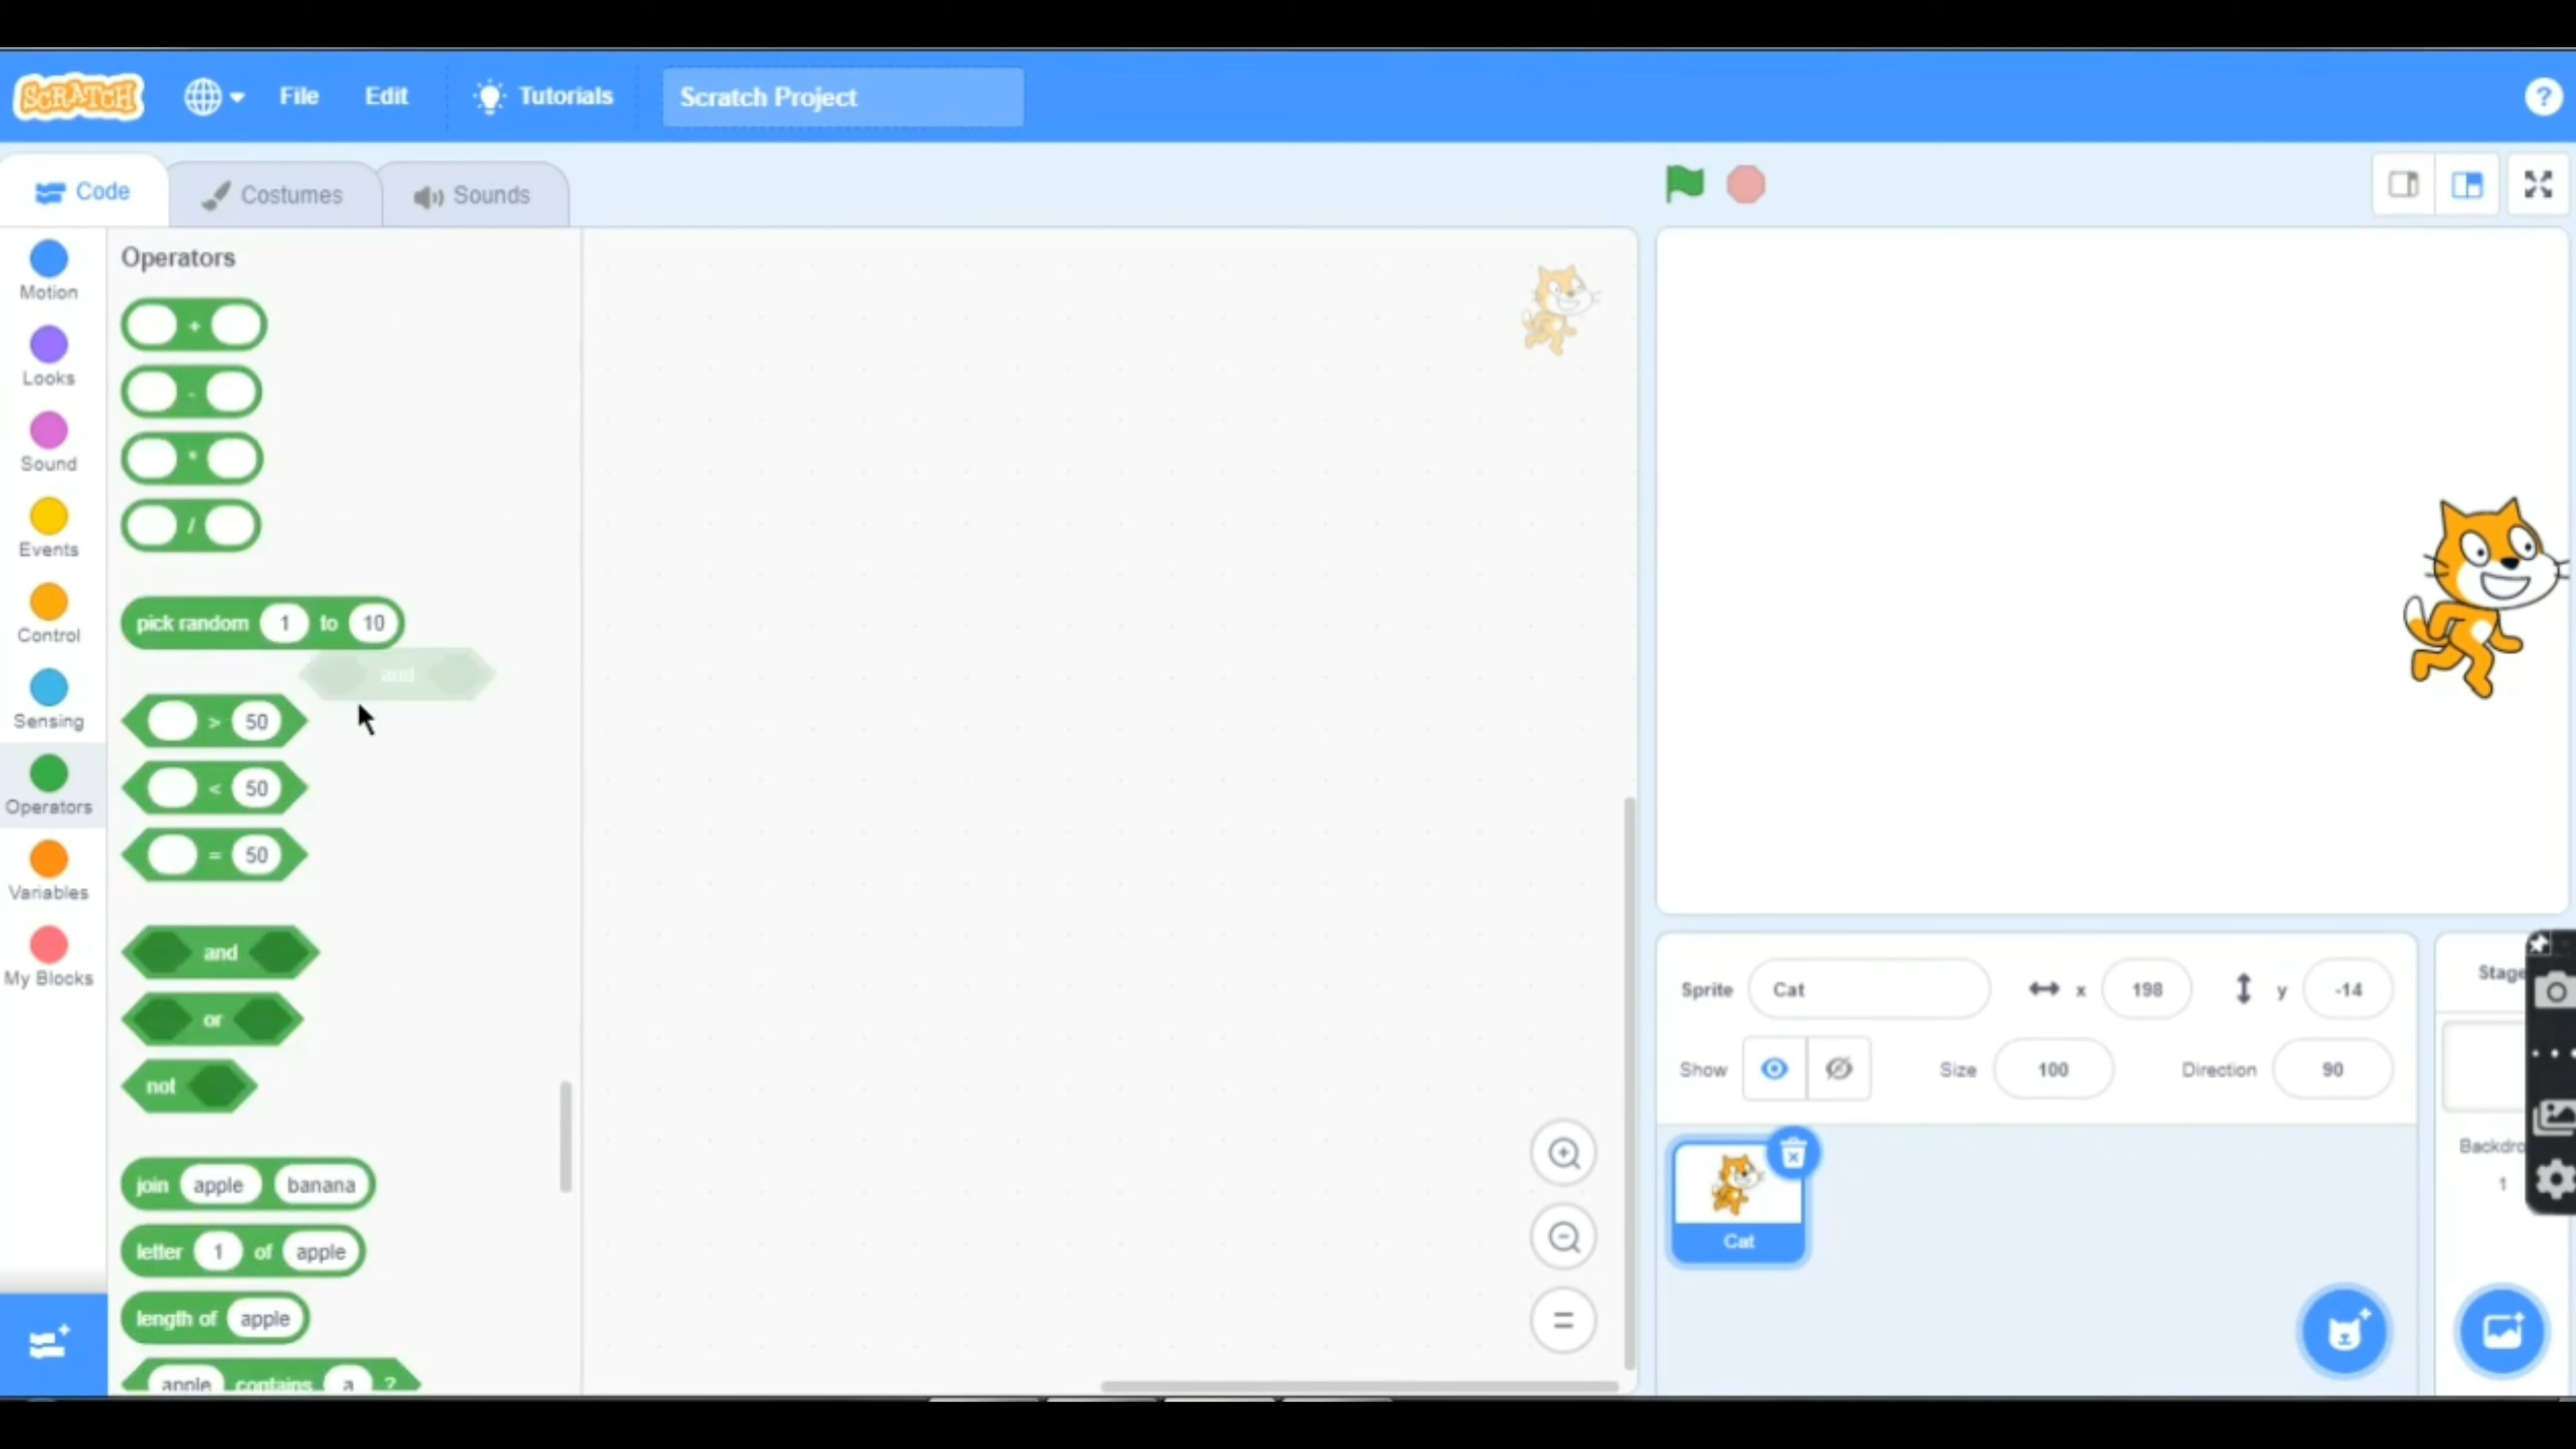 SCRATCH
File
Edit
Tutorials
Scratch Project
?
Code
Costumes
Sounds
Motion
Looks
Sound
Events
Control
Sensing
Operators
Variables
My Blocks
Operators
+
-
*
/
pick random 1 to 10
and
> 50
< 50
= 50
and
or
not
join apple banana
letter 1 of apple
length of apple
apple contains a ?
Sprite Cat x 198 y -14
Show Size 100 Direction 90
Cat
Stage
Backdro
1